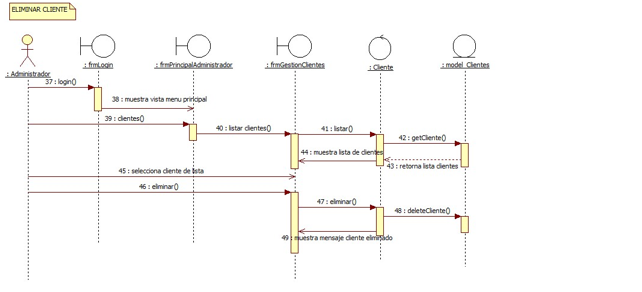 ELIMINAR CLIENTE
: Administrador
: frmLogin
: frmPrincipalAdministrador
: frmGestionClientes
: Cliente
: model_Clientes
37 : login()
38 : muestra vista menu principal
39 : clientes()
40 : listar clientes()
41 : listar()
42 : getCliente()
43 : retorna lista clientes
44 : muestra lista de clientes
45 : selecciona cliente de lista
46 : eliminar()
47 : eliminar()
48 : deleteCliente()
49 : muestra mensaje cliente eliminado